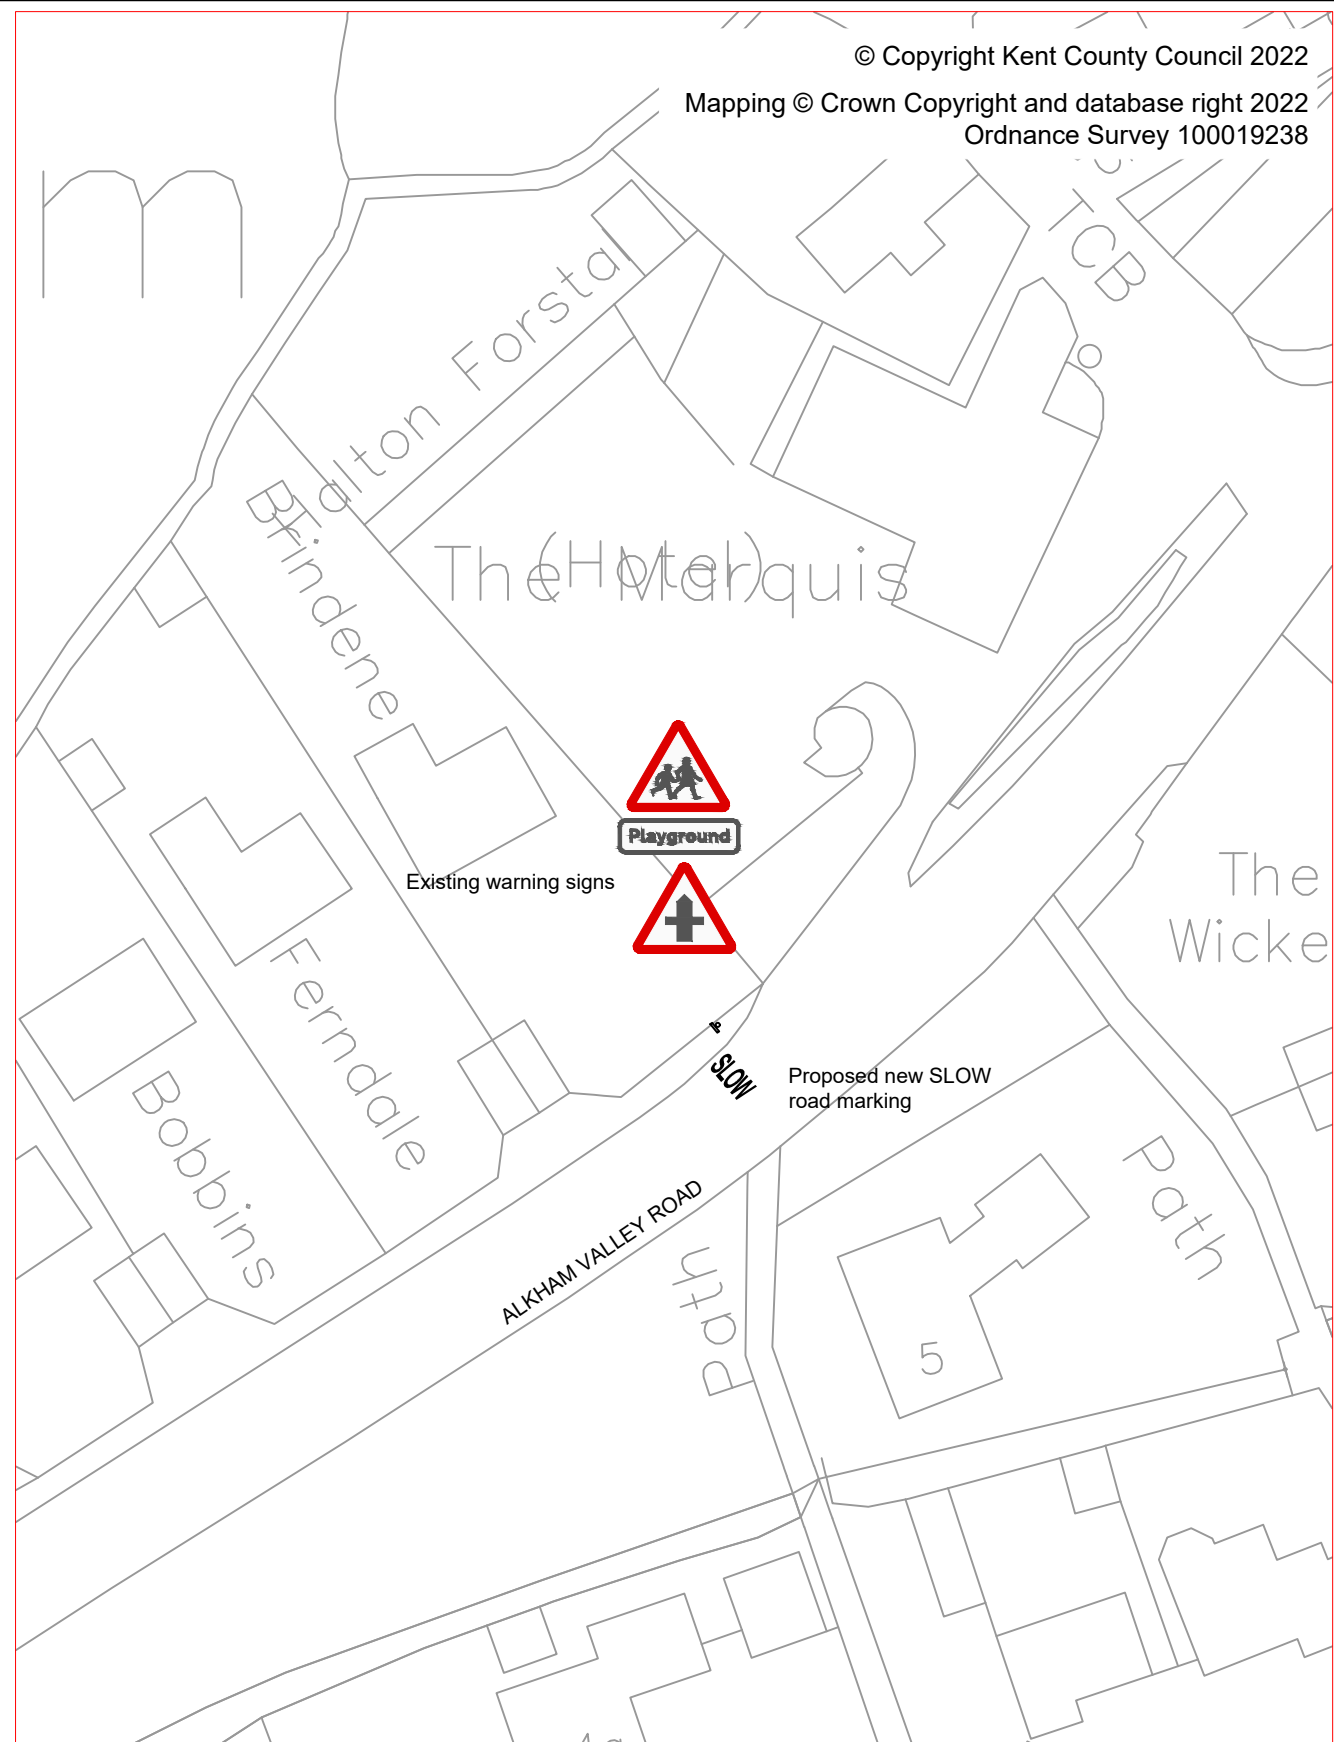 © Copyright Kent County Council 2022
Mapping © Crown Copyright and database right 2022
Ordnance Survey 100019238
m
TCB
Forstal
The Marquis
(Hotel)
Brindene
Playground
Existing warning signs
The
Ferndale
SLOW
Proposed new SLOW
road marking
Bobbins
ALKHAM VALLEY ROAD
Path
Path
5